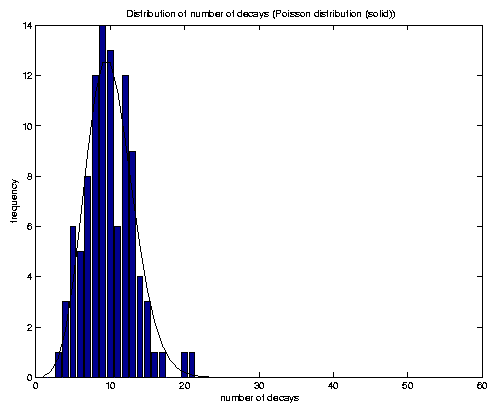 Distribution of number of decays (Poisson distribution (solid))
14
12
10
8
6
4
2
0
frequency
0 10 20 30 40 50 60
number of decays